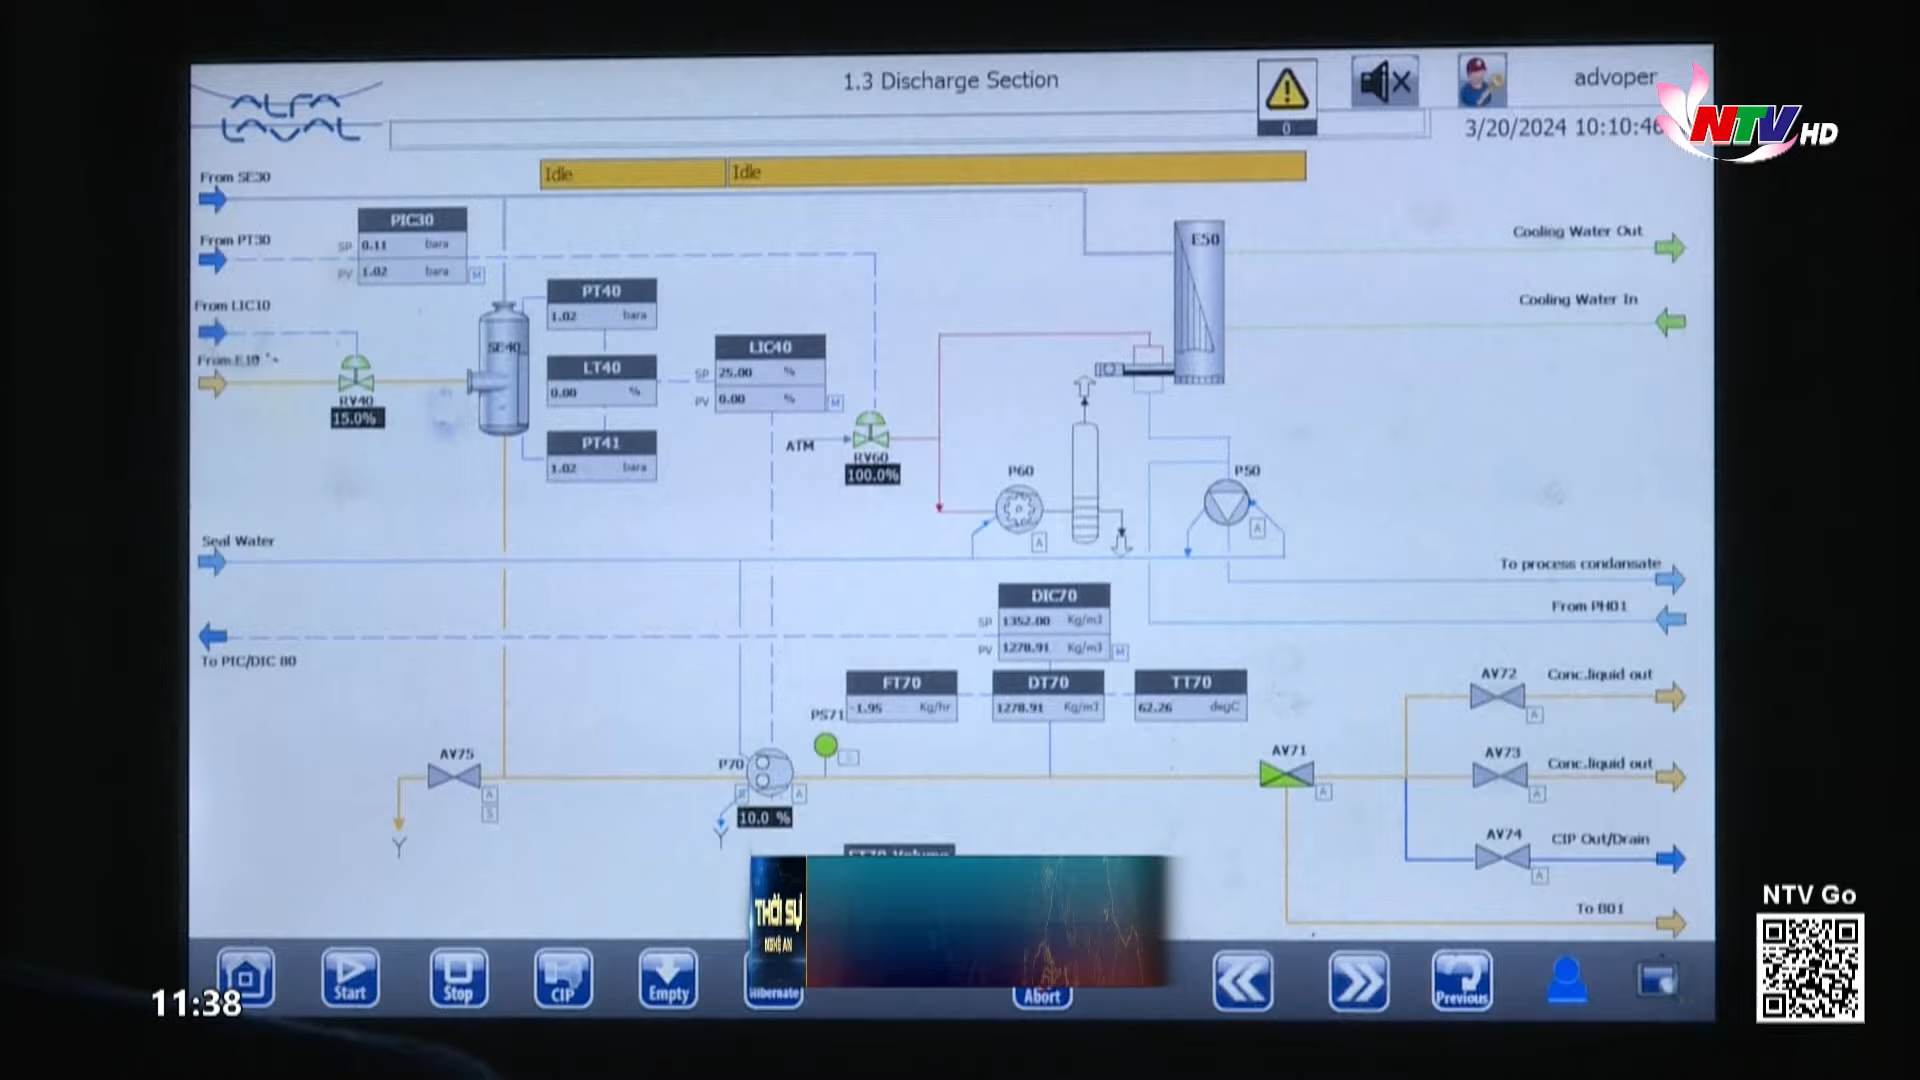 ALFA
LAVAL
1.3 Discharge Section
0
advoper
3/20/2024 10:10:46
NTV HD
Idle
Idle
From SE30
From PT30
From LIC10
From E10
PIC30
SP 0.11 bara
PV 1.02 bara M
SE40
RV40
15.0%
PT40
1.02 bara
LT40
0.00 %
PT41
1.02 bara
LIC40
SP 25.00 %
PV 0.00 % M
ATM
RV60
100.0%
E50
Cooling Water Out
Cooling Water In
P60
A
P50
A
Seal Water
To PIC/DIC 80
To process condansate
From PH01
DIC70
SP 1352.00 Kg/m3
PV 1278.91 Kg/m3 M
FT70
-1.95 Kg/hr
DT70
1278.91 Kg/m3
TT70
62.26 degC
PS71
AV75
A
S
P70
A
10.0 %
AV71
A
AV72
A
Conc.liquid out
AV73
A
Conc.liquid out
AV74
A
CIP Out/Drain
To B01
FT70 Volume
THỜI SỰ
NGHỆ AN
Start
Stop
CIP
Empty
Hibernate
Abort
Previous
11:38
NTV Go